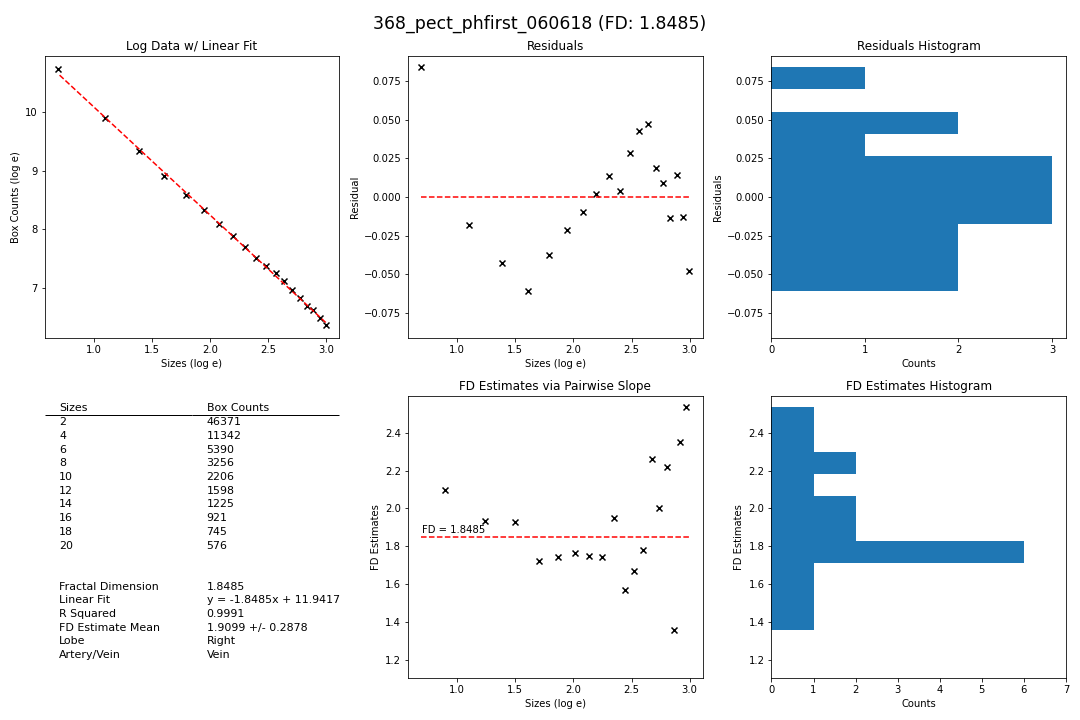 368_pect_phfirst_060618 (FD: 1.8485)
Log Data w/ Linear Fit
Box Counts (log e)
10
9
8
7
1.0 1.5 2.0 2.5 3.0
Sizes (log e)
Residuals
Residual
0.075
0.050
0.025
0.000
−0.025
−0.050
−0.075
1.0 1.5 2.0 2.5 3.0
Sizes (log e)
Residuals Histogram
Residuals
0.075
0.050
0.025
0.000
−0.025
−0.050
−0.075
0 1 2 3
Counts
Sizes Box Counts
2 46371
4 11342
6 5390
8 3256
10 2206
12 1598
14 1225
16 921
18 745
20 576
Fractal Dimension 1.8485
Linear Fit y = -1.8485x + 11.9417
R Squared 0.9991
FD Estimate Mean 1.9099 +/- 0.2878
Lobe Right
Artery/Vein Vein
FD Estimates via Pairwise Slope
FD Estimates
2.4
2.2
2.0
1.8
1.6
1.4
1.2
FD = 1.8485
1.0 1.5 2.0 2.5 3.0
Sizes (log e)
FD Estimates Histogram
FD Estimates
2.4
2.2
2.0
1.8
1.6
1.4
1.2
0 1 2 3 4 5 6 7
Counts